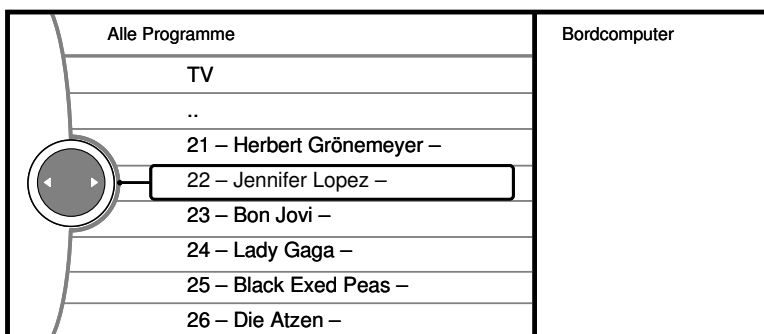 Alle Programme
Bordcomputer
TV
..
21 – Herbert Grönemeyer –
22 – Jennifer Lopez –
23 – Bon Jovi –
24 – Lady Gaga –
25 – Black Exed Peas –
26 – Die Atzen –